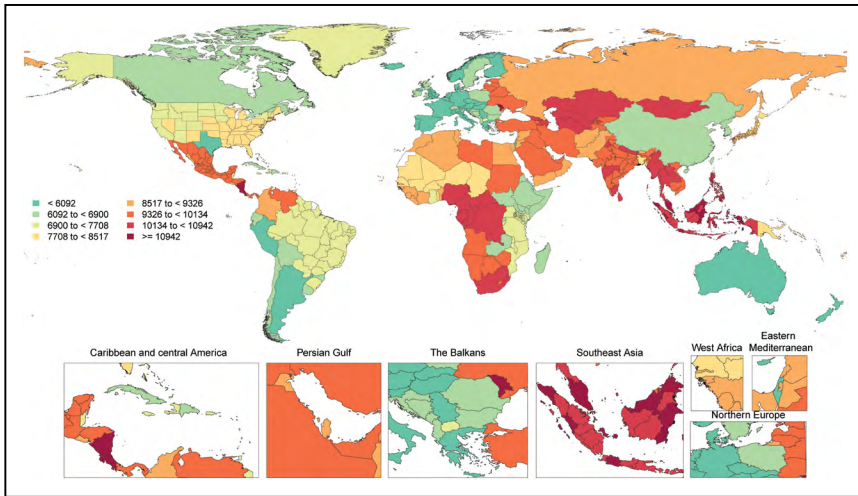 < 6092
6092 to < 6900
6900 to < 7708
7708 to < 8517
8517 to < 9326
9326 to < 10134
10134 to < 10942
>= 10942
Caribbean and central America
Persian Gulf
The Balkans
Southeast Asia
West Africa
Eastern
Mediterranean
Northern Europe